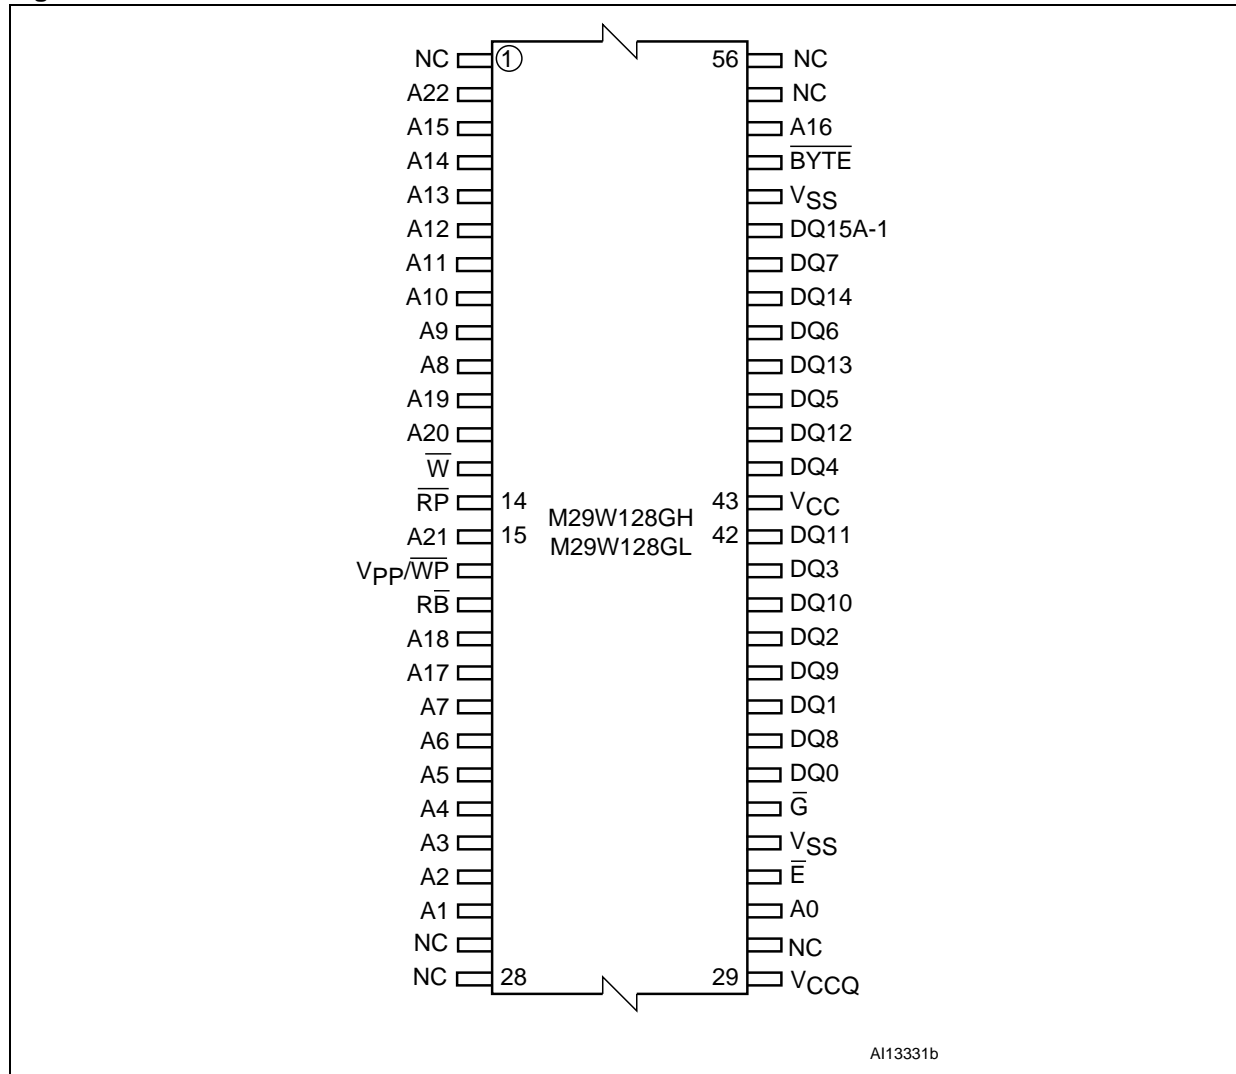 NC 1 56 NC
A22 NC
A15 A16
A14 B̅Y̅T̅E̅
A13 VSS
A12 DQ15A-1
A11 DQ7
A10 DQ14
A9 DQ6
A8 DQ13
A19 DQ5
A20 DQ12
W̅ DQ4
R̅P̅ 14 43 VCC
M29W128GH
A21 15 42 DQ11
M29W128GL
VPP/W̅P̅ DQ3
RB̅ DQ10
A18 DQ2
A17 DQ9
A7 DQ1
A6 DQ8
A5 DQ0
A4 G̅
A3 VSS
A2 E̅
A1 A0
NC NC
NC 28 29 VCCQ
AI13331b